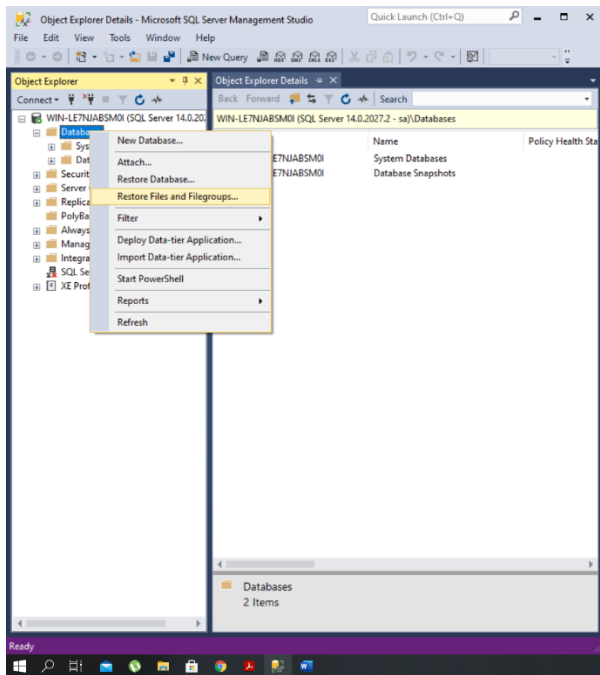 Object Explorer Details - Microsoft SQL Server Management Studio
Quick Launch (Ctrl+Q)
File Edit View Tools Window Help
New Query
Object Explorer
Connect
WIN-LE7NJABSM0I (SQL Server 14.0.20
Databa
Sys
Dat
Securit
Server
Replica
PolyBa
Always
Manag
Integra
SQL Se
XE Prof
New Database...
Attach...
Restore Database...
Restore Files and Filegroups...
Filter
Deploy Data-tier Application...
Import Data-tier Application...
Start PowerShell
Reports
Refresh
Object Explorer Details
Back Forward Search
WIN-LE7NJABSM0I (SQL Server 14.0.2027.2 - sa)\Databases
Name Policy Health Sta
E7NJABSM0I System Databases
E7NJABSM0I Database Snapshots
Databases
2 Items
Ready